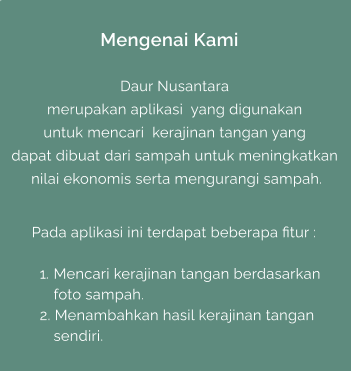 Mengenai Kami
Daur Nusantara
merupakan aplikasi yang digunakan
untuk mencari kerajinan tangan yang
dapat dibuat dari sampah untuk meningkatkan
nilai ekonomis serta mengurangi sampah.
Pada aplikasi ini terdapat beberapa fitur :
1. Mencari kerajinan tangan berdasarkan
foto sampah.
2. Menambahkan hasil kerajinan tangan
sendiri.